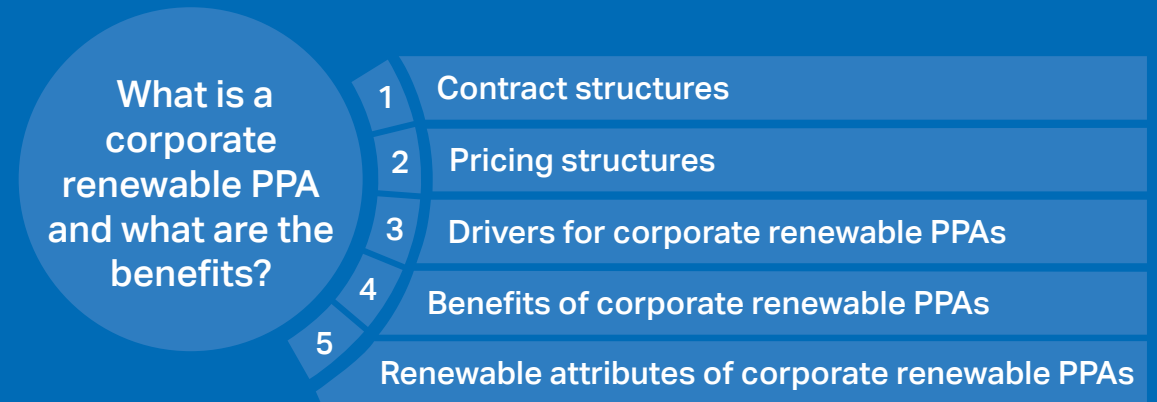 What is a
corporate
renewable PPA
and what are the
benefits?
1 Contract structures
2 Pricing structures
3 Drivers for corporate renewable PPAs
4 Benefits of corporate renewable PPAs
5 Renewable attributes of corporate renewable PPAs